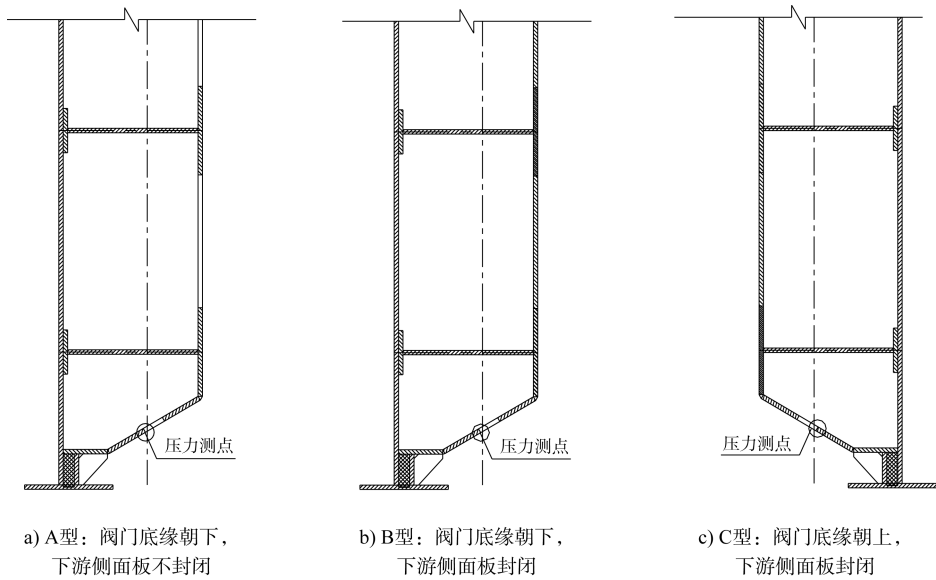 压力测点
压力测点
压力测点
a) A型：阀门底缘朝下，
下游侧面板不封闭
b) B型：阀门底缘朝下，
下游侧面板封闭
c) C型：阀门底缘朝上，
下游侧面板封闭